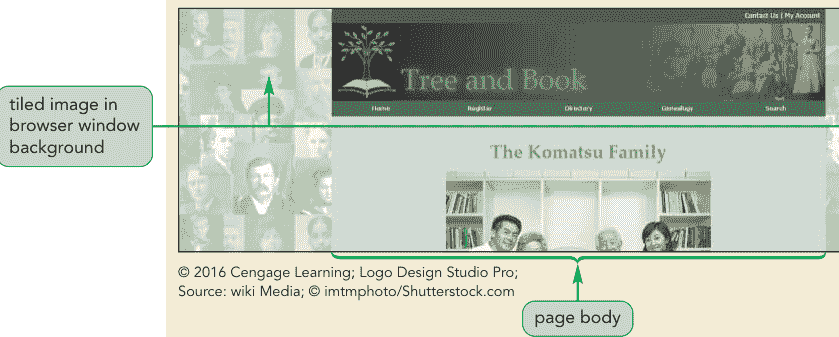 Contact Us | My Account
Tree and Book
Home Register Directory Genealogy Search
tiled image in
browser window
background
The Komatsu Family
© 2016 Cengage Learning; Logo Design Studio Pro;
Source: wiki Media; © imtmphoto/Shutterstock.com
page body